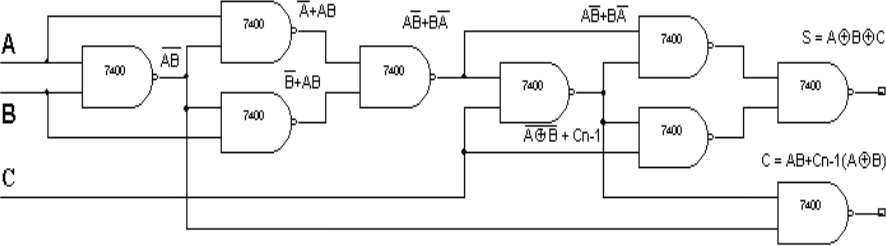 A̅+AB
AB̅+BA̅
AB̅+BA̅
S = A⊕B⊕C
A
7400
7400
7400
A̅B̅
7400
7400
7400
7400
B̅+AB
B
7400
7400
A̅⊕̅B̅ + Cn-1
C = AB+Cn-1(A⊕B)
C
7400